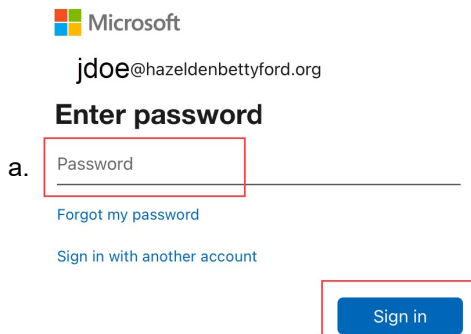 Microsoft
jdoe@hazeldenbettyford.org
Enter password
a. Password
Forgot my password
Sign in with another account
Sign in